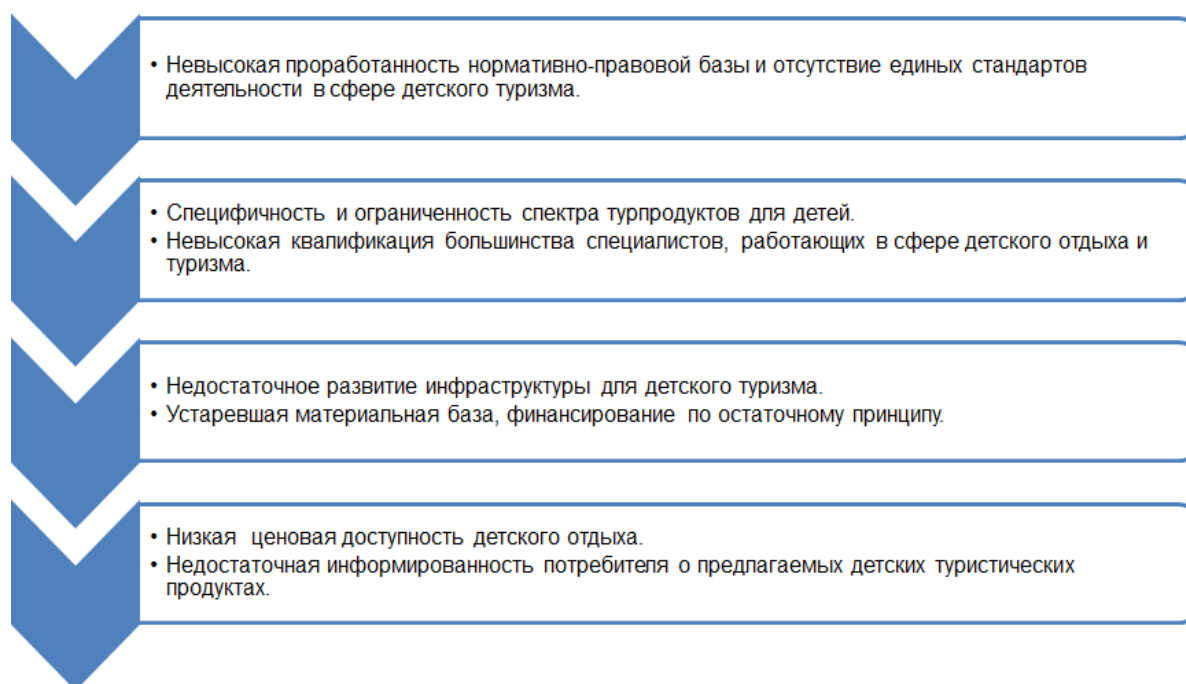 • Невысокая проработанность нормативно-правовой базы и отсутствие единых стандартов
деятельности в сфере детского туризма.
• Специфичность и ограниченность спектра турпродуктов для детей.
• Невысокая квалификация большинства специалистов, работающих в сфере детского отдыха и
туризма.
• Недостаточное развитие инфраструктуры для детского туризма.
• Устаревшая материальная база, финансирование по остаточному принципу.
• Низкая ценовая доступность детского отдыха.
• Недостаточная информированность потребителя о предлагаемых детских туристических
продуктах.